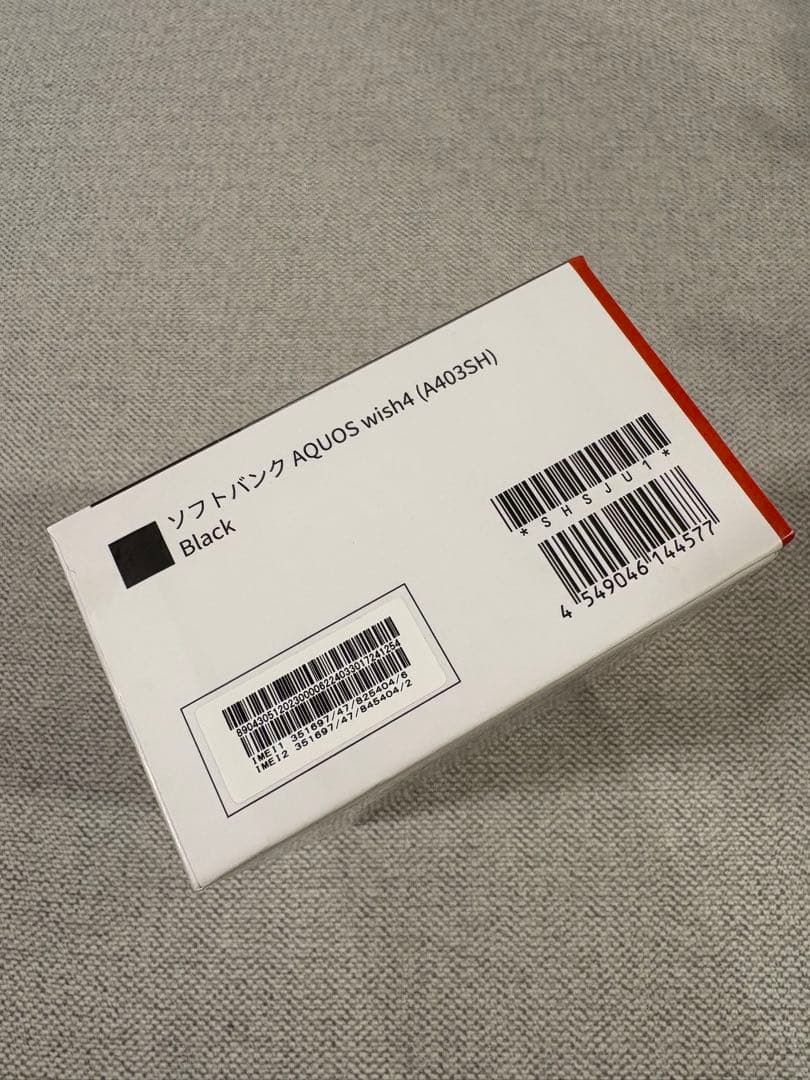 ソフトバンク AQUOS wish4 (A403SH)
Black
*SHSJU1*
4 549046 144577
89043051202300006224033017241254
IMEI1 351697/47/825404/6
IMEI2 351697/47/845404/2